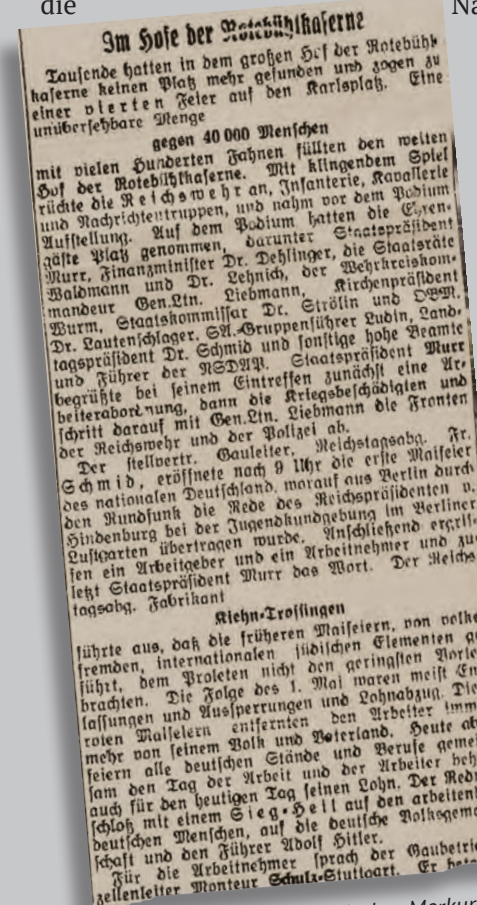 die
Na
Im Hofe der Rotebühlkaserne
Tausende hatten in dem großen Hof der Rotebühl-
kaserne keinen Platz mehr gefunden und zogen zu
einer vierten Feier auf den Karlsplatz. Eine
unübersehbare Menge
gegen 40 000 Menschen
mit vielen Hunderten Fahnen füllten den weiten
Hof der Rotebühlkaserne. Mit klingendem Spiel
rückte die Reichswehr an, Infanterie, Kavallerie
und Nachrichtentruppen, und nahm vor dem Podium
Aufstellung. Auf dem Podium hatten die Ehren-
gäste Platz genommen, darunter Staatspräsident
Murr, Finanzminister Dr. Dehlinger, die Staatsräte
Waldmann und Dr. Lehnich, der Wehrkreiskom-
mandeur Gen.Ltn. Liebmann, Kirchenpräsident
Wurm, Staatskommissar Dr. Strölin und OBM.
Dr. Lautenschlager, SA.-Gruppenführer Ludin, Land-
tagspräsident Dr. Schmid und sonstige hohe Beamte
und Führer der NSDAP. Staatspräsident Murr
begrüßte bei seinem Eintreffen zunächst eine Ar-
beiterabordnung, dann die Kriegsbeschädigten und
schritt darauf mit Gen.Ltn. Liebmann die Fronten
der Reichswehr und der Polizei ab.
Der stellvertr. Gauleiter, Reichstagsabg. Fr.
Schmid, eröffnete nach 9 Uhr die erste Maifeier
des nationalen Deutschland, worauf aus Berlin durch
den Rundfunk die Rede des Reichspräsidenten v.
Hindenburg bei der Jugendkundgebung im Berliner
Lustgarten übertragen wurde. Anschließend ergrif-
fen ein Arbeitgeber und ein Arbeitnehmer und zu-
letzt Staatspräsident Murr das Wort. Der Reichs
tagsabg. Fabrikant
Kiehn-Trossingen
führte aus, daß die früheren Maifeiern, von volks
fremden, internationalen jüdischen Elementen ge
führt, dem Proleten nicht den geringsten Vorte
brachten. Die Folge des 1. Mai waren meist En
lassungen und Aussperrungen und Lohnabzug. Die
roten Maifeiern entfernten den Arbeiter imm
mehr von seinem Volk und Vaterland. Heute ab
feiern alle deutschen Stände und Berufe gemei
sam den Tag der Arbeit und der Arbeiter beh
auch für den heutigen Tag seinen Lohn. Der Redn
schloß mit einem Sieg-Heil auf den arbeiten
deutschen Menschen, auf die deutsche Volksgeme
schaft und den Führer Adolf Hitler.
Für die Arbeitnehmer sprach der Gaubetrie
zellenleiter Monteur Schulz-Stuttgart. Er
Merkur